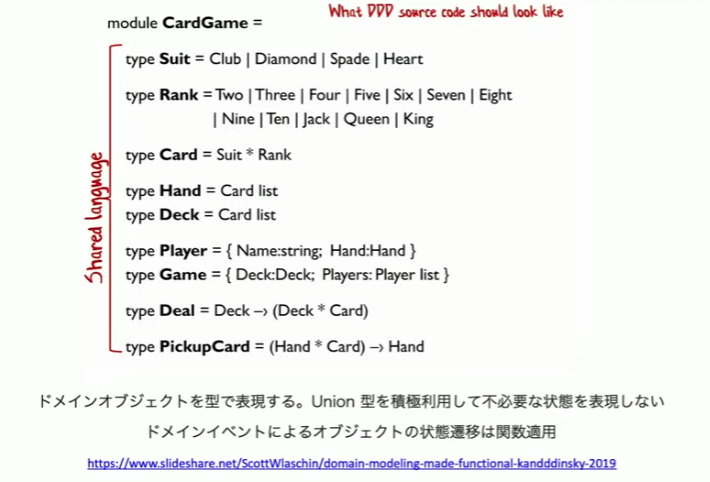 What DDD source code should look like
module CardGame =
type Suit = Club | Diamond | Spade | Heart
type Rank = Two | Three | Four | Five | Six | Seven | Eight
| Nine | Ten | Jack | Queen | King
type Card = Suit * Rank
type Hand = Card list
type Deck = Card list
type Player = { Name:string; Hand:Hand }
type Game = { Deck:Deck; Players: Player list }
type Deal = Deck –> (Deck * Card)
type PickupCard = (Hand * Card) –> Hand
Shared language
ドメインオブジェクトを型で表現する。Union 型を積極利用して不必要な状態を表現しない
ドメインイベントによるオブジェクトの状態遷移は関数適用
https://www.slideshare.net/ScottWlaschin/domain-modeling-made-functional-kandddinsky-2019